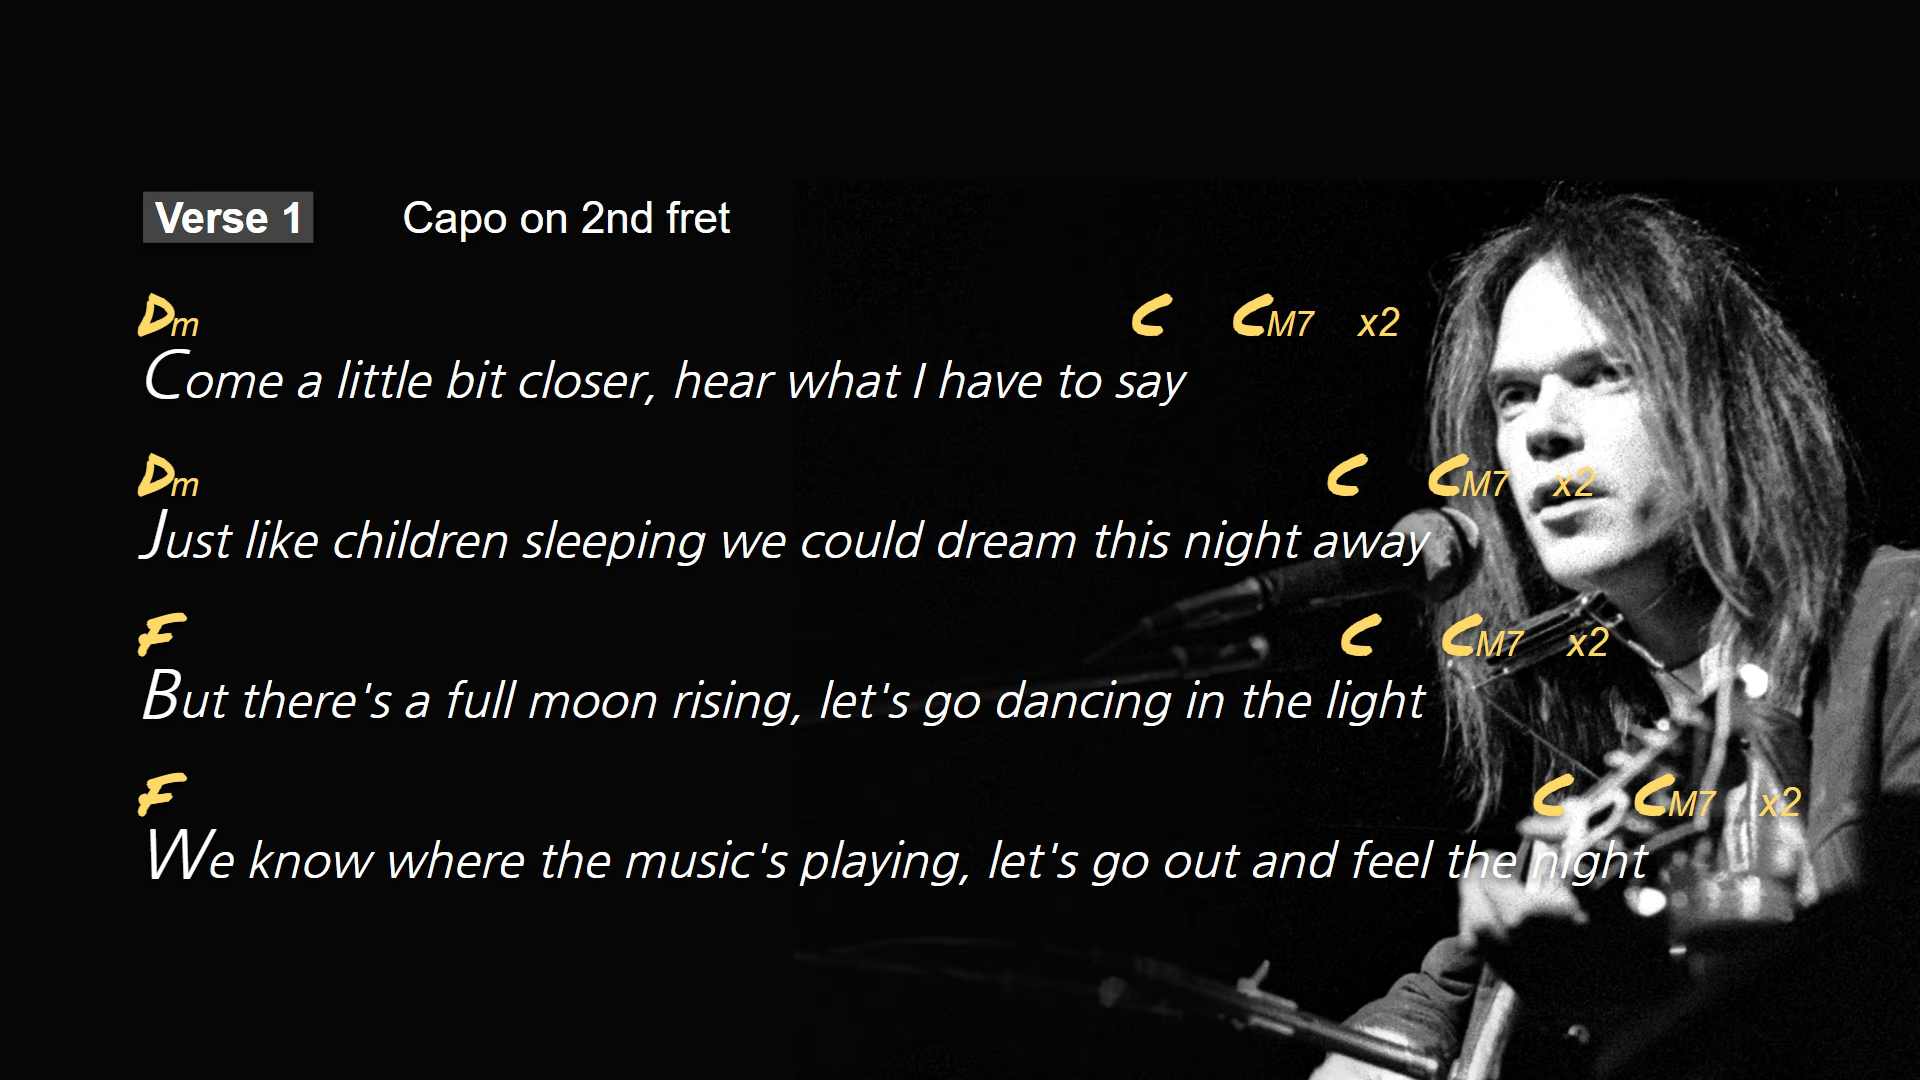 Verse 1 Capo on 2nd fret
Dm C CM7 x2
Come a little bit closer, hear what I have to say
Dm C CM7 x2
Just like children sleeping we could dream this night away
F C CM7 x2
But there's a full moon rising, let's go dancing in the light
F C CM7 x2
We know where the music's playing, let's go out and feel the night